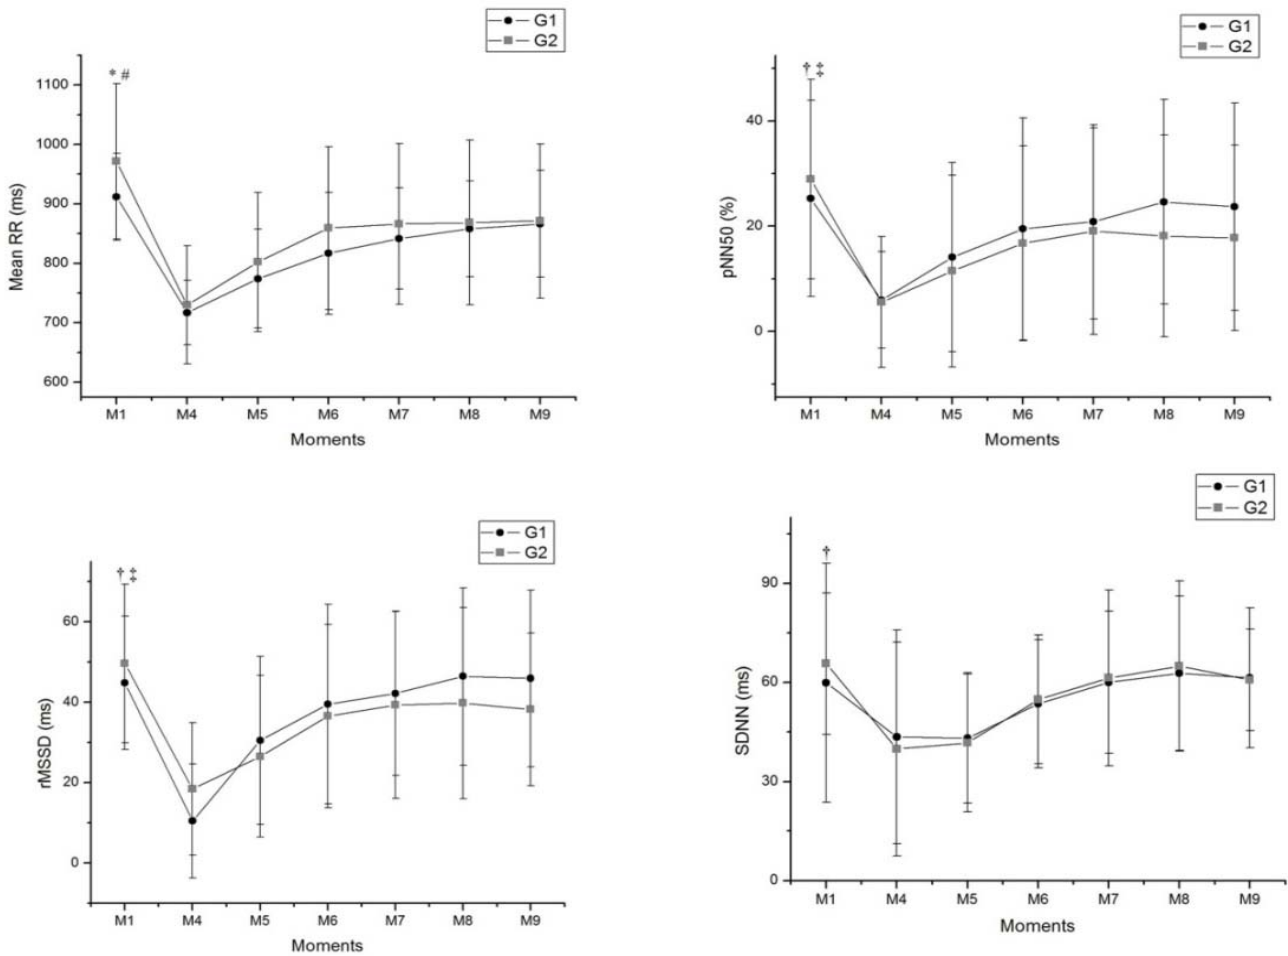 G1
G2
* #
1100
1000
900
800
700
600
Mean RR (ms)
M1 M4 M5 M6 M7 M8 M9
Moments
G1
G2
† ‡
40
20
0
pNN50 (%)
M1 M4 M5 M6 M7 M8 M9
Moments
G1
G2
† ‡
60
40
20
0
rMSSD (ms)
M1 M4 M5 M6 M7 M8 M9
Moments
G1
G2
†
90
60
30
0
SDNN (ms)
M1 M4 M5 M6 M7 M8 M9
Moments